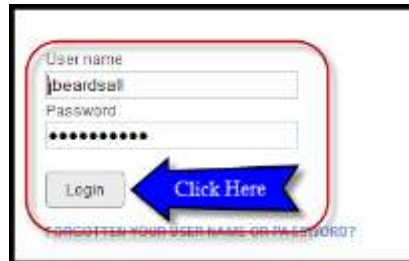 User name
jbeardsall
Password
●●●●●●●●●●
Login
Click Here
FORGOTTEN YOUR USER NAME OR PASSWORD?